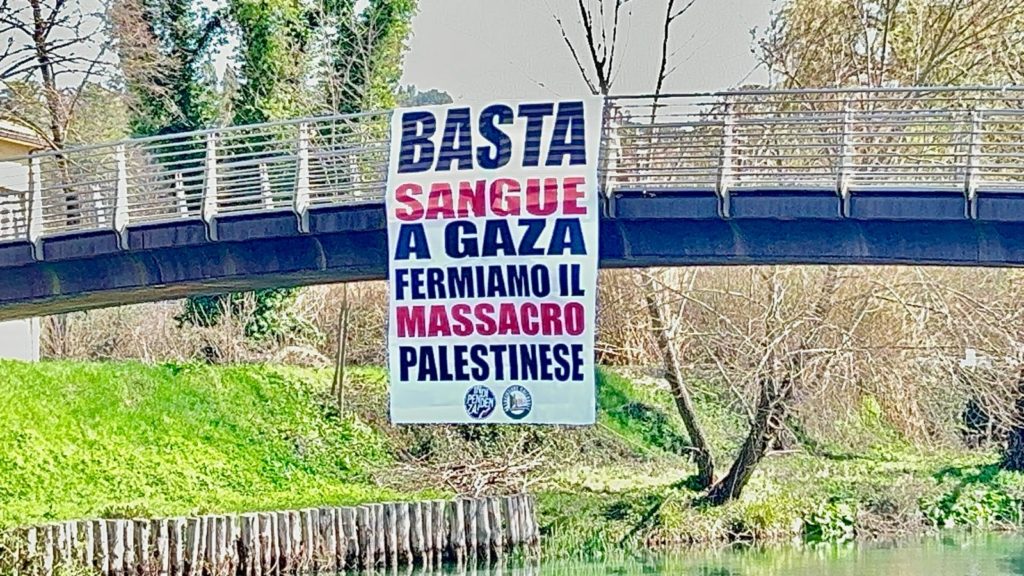 BASTA
SANGUE
A GAZA
FERMIAMO IL
MASSACRO
PALESTINESE